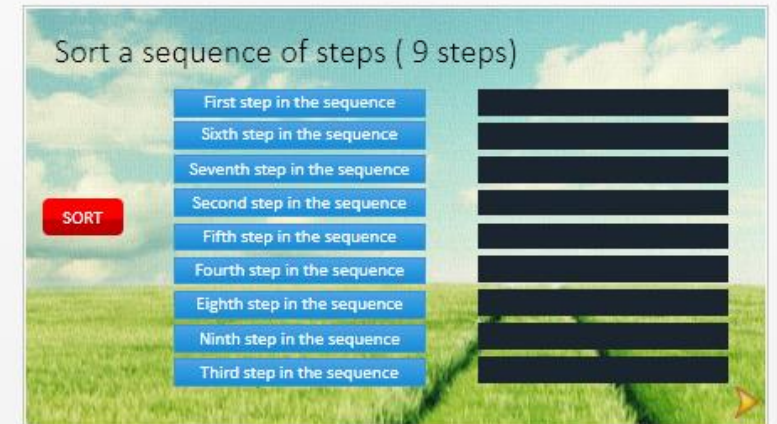 Sort a sequence of steps ( 9 steps)
First step in the sequence
Sixth step in the sequence
Seventh step in the sequence
Second step in the sequence
SORT
Fifth step in the sequence
Fourth step in the sequence
Eighth step in the sequence
Ninth step in the sequence
Third step in the sequence